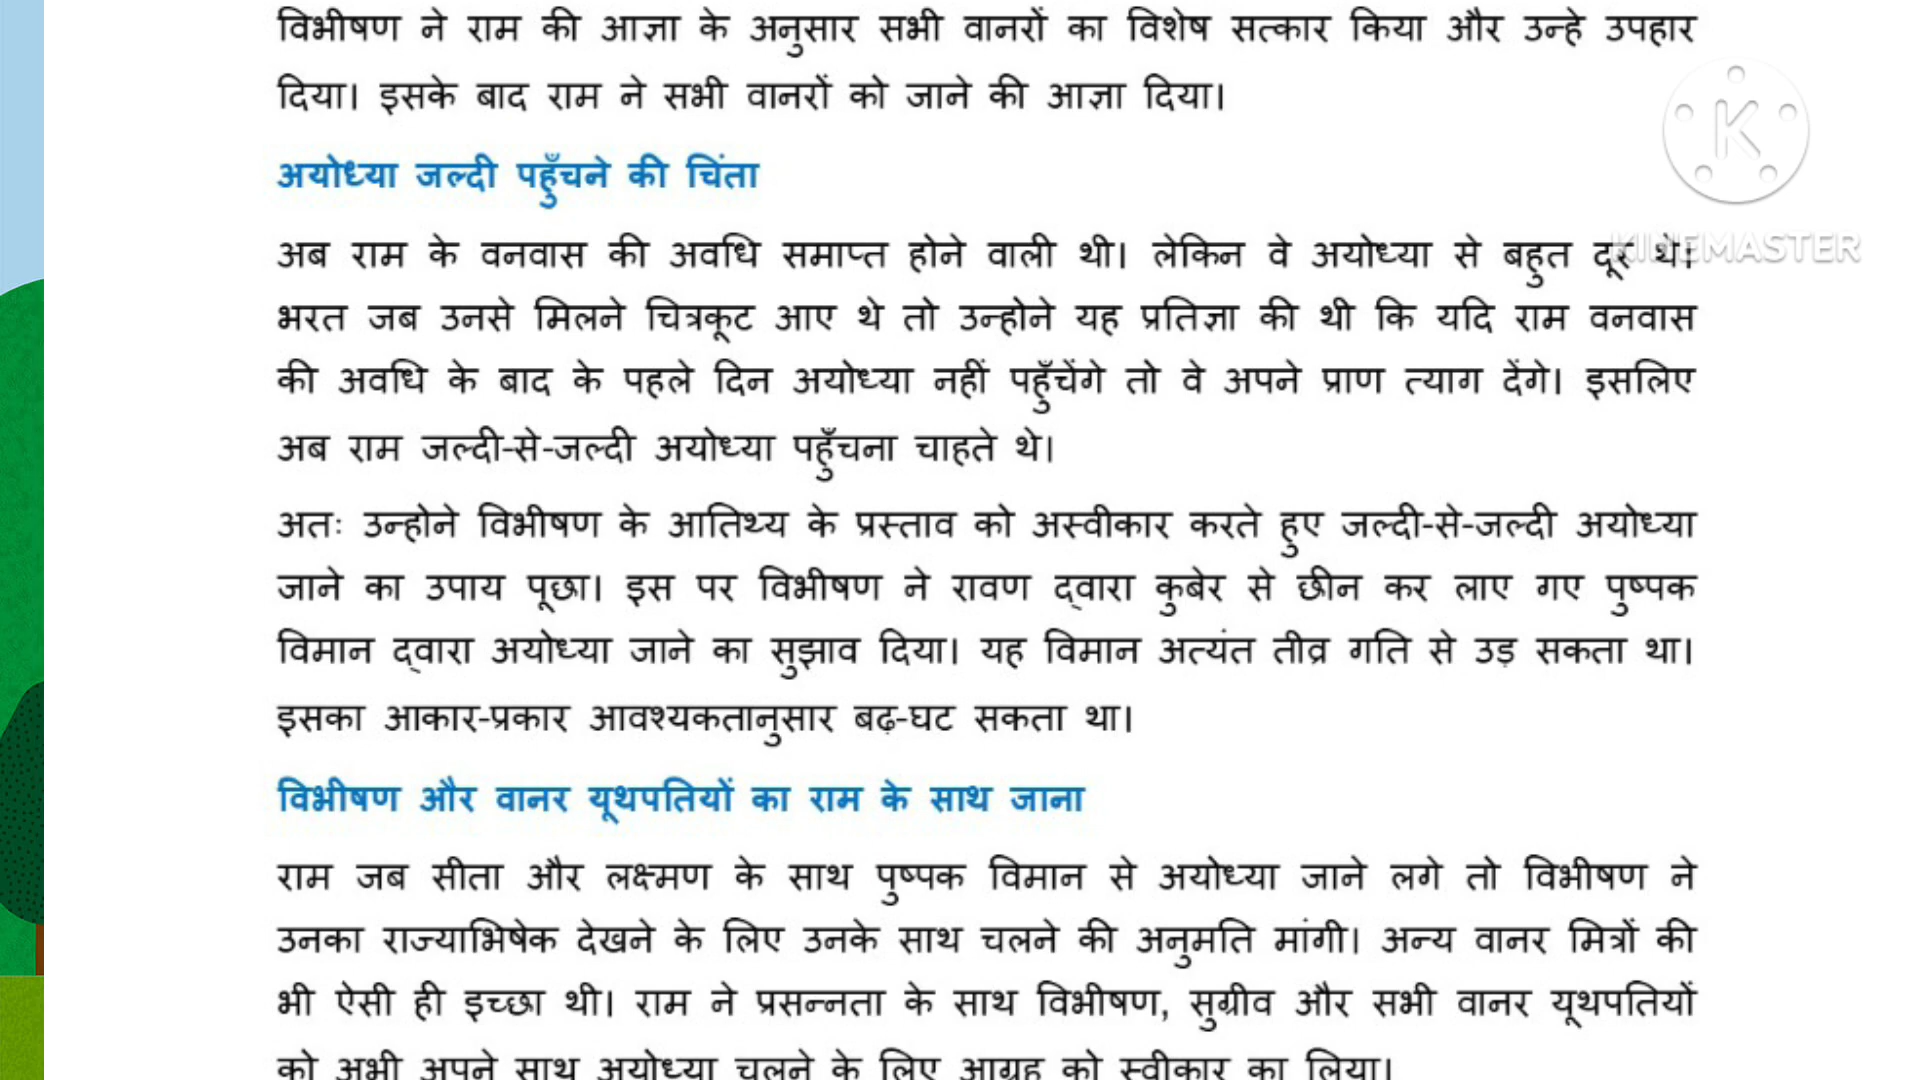 विभीषण ने राम की आज्ञा के अनुसार सभी वानरों का विशेष सत्कार किया और उन्हे उपहार
दिया। इसके बाद राम ने सभी वानरों को जाने की आज्ञा दिया।
K
अयोध्या जल्दी पहुँचने की चिंता
KINEMASTER
अब राम के वनवास की अवधि समाप्त होने वाली थी। लेकिन वे अयोध्या से बहुत दूर थे।
भरत जब उनसे मिलने चित्रकूट आए थे तो उन्होने यह प्रतिज्ञा की थी कि यदि राम वनवास
की अवधि के बाद के पहले दिन अयोध्या नहीं पहुँचेंगे तो वे अपने प्राण त्याग देंगे। इसलिए
अब राम जल्दी-से-जल्दी अयोध्या पहुँचना चाहते थे।
अतः उन्होने विभीषण के आतिथ्य के प्रस्ताव को अस्वीकार करते हुए जल्दी-से-जल्दी अयोध्या
जाने का उपाय पूछा। इस पर विभीषण ने रावण द्वारा कुबेर से छीन कर लाए गए पुष्पक
विमान द्वारा अयोध्या जाने का सुझाव दिया। यह विमान अत्यंत तीव्र गति से उड़ सकता था।
इसका आकार-प्रकार आवश्यकतानुसार बढ़-घट सकता था।
विभीषण और वानर यूथपतियों का राम के साथ जाना
राम जब सीता और लक्ष्मण के साथ पुष्पक विमान से अयोध्या जाने लगे तो विभीषण ने
उनका राज्याभिषेक देखने के लिए उनके साथ चलने की अनुमति मांगी। अन्य वानर मित्रों की
भी ऐसी ही इच्छा थी। राम ने प्रसन्नता के साथ विभीषण, सुग्रीव और सभी वानर यूथपतियों
को अभी अपने साथ अयोध्या चलने के लिए आग्रह को स्वीकार का लिया।